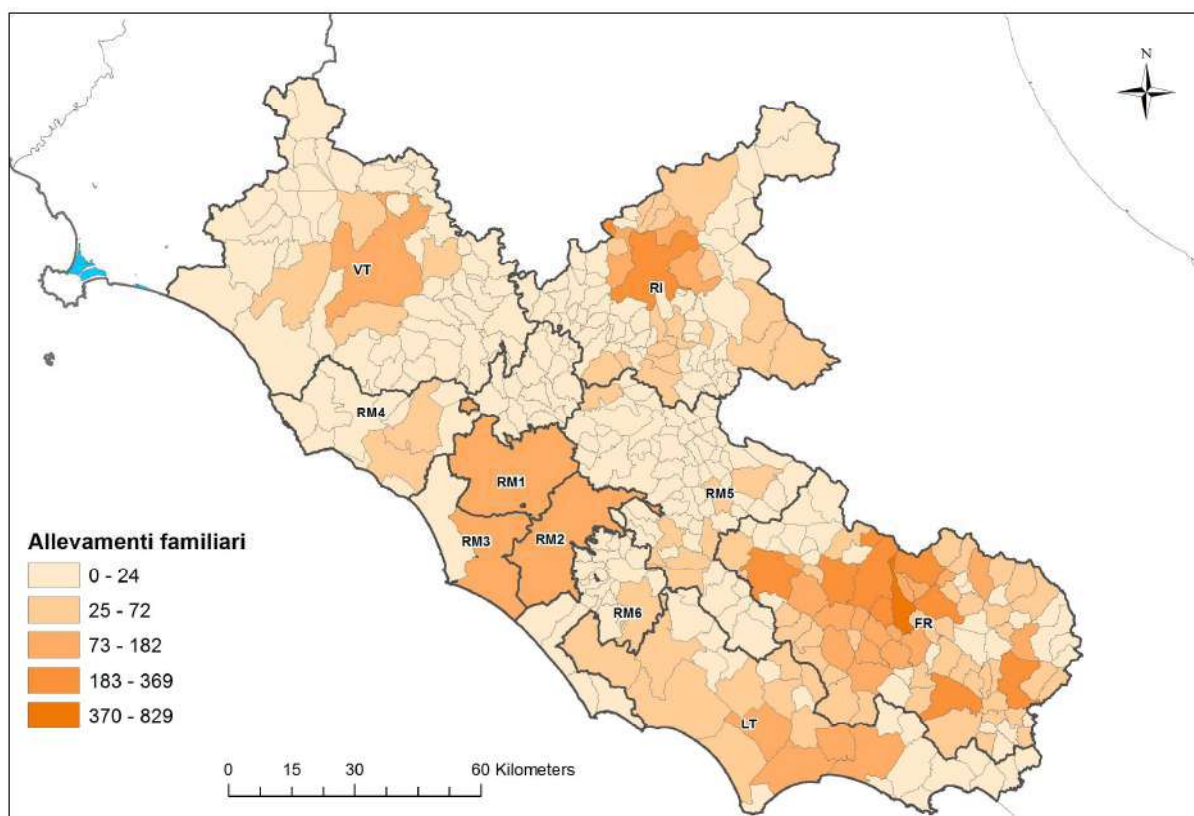 N
VT
RI
RM4
RM1
RM5
RM3
RM2
RM6
FR
LT
Allevamenti familiari
0 - 24
25 - 72
73 - 182
183 - 369
370 - 829
0 15 30 60 Kilometers